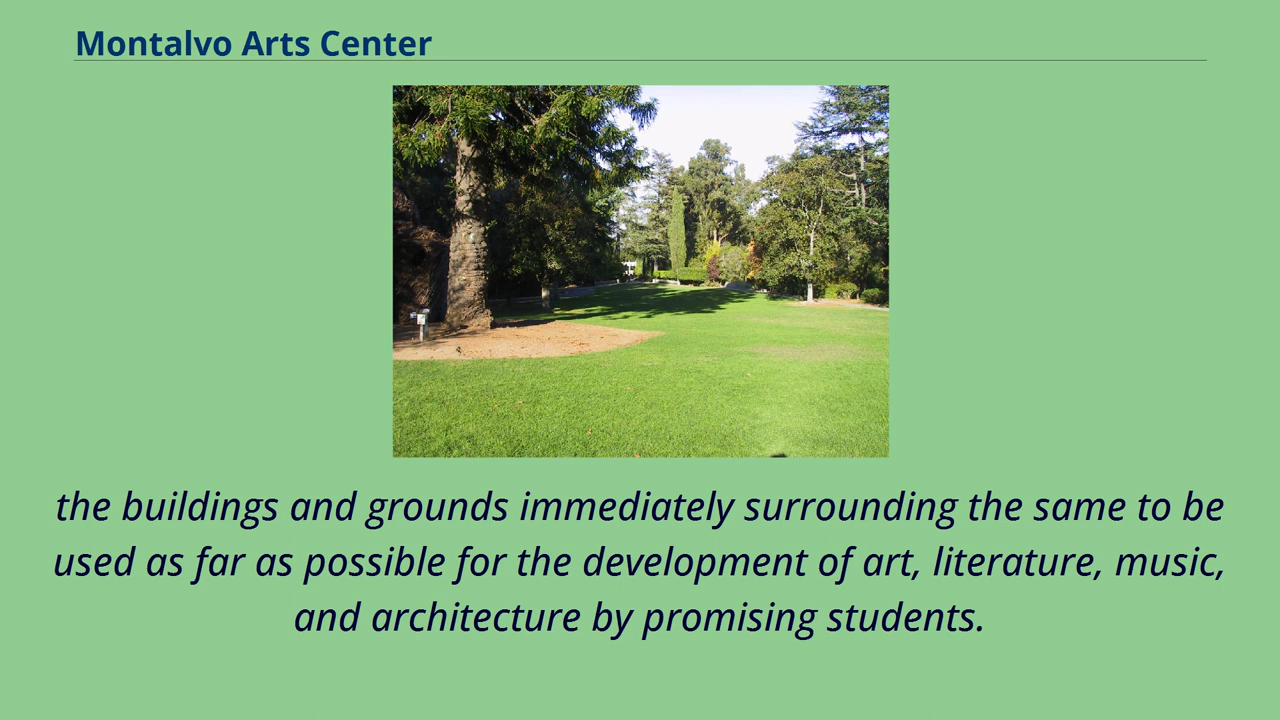 Montalvo Arts Center
the buildings and grounds immediately surrounding the same to be
used as far as possible for the development of art, literature, music,
and architecture by promising students.